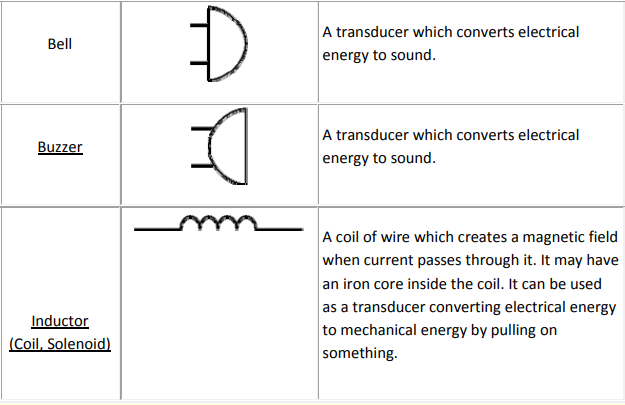 Bell
A transducer which converts electrical
energy to sound.
Buzzer
A transducer which converts electrical
energy to sound.
Inductor
(Coil, Solenoid)
A coil of wire which creates a magnetic field
when current passes through it. It may have
an iron core inside the coil. It can be used
as a transducer converting electrical energy
to mechanical energy by pulling on
something.